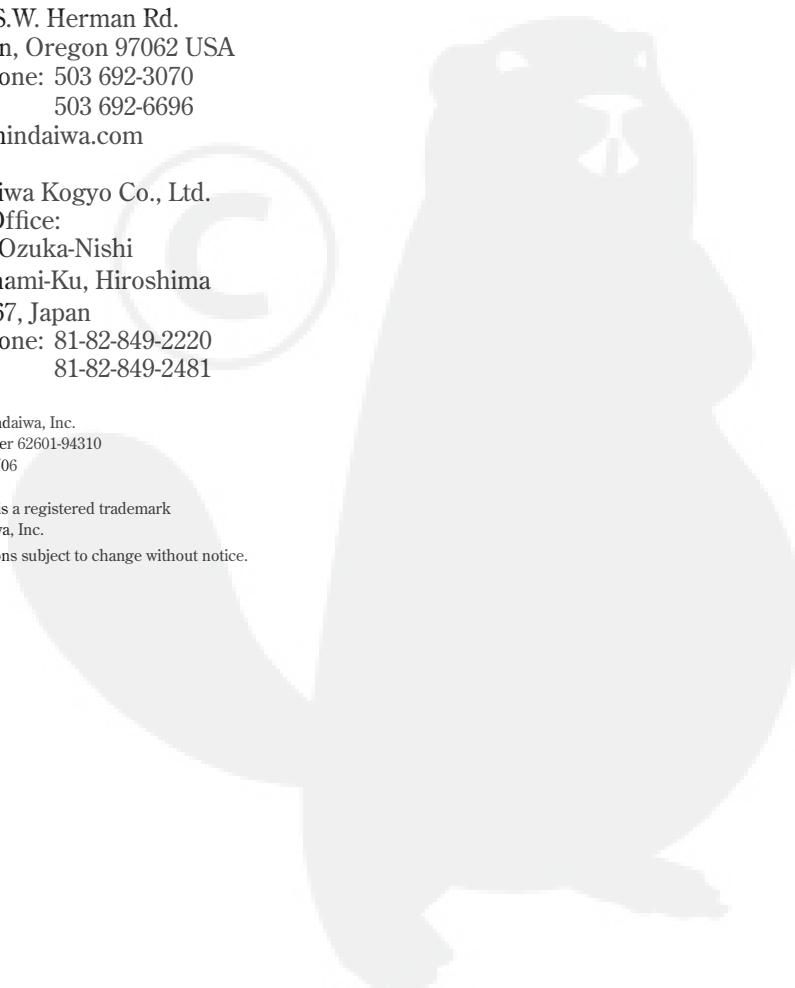 S.W. Herman Rd.
n, Oregon 97062 USA
one: 503 692-3070
503 692-6696
nindaiwa.com
iwa Kogyo Co., Ltd.
Office:
Ozuka-Nishi
nami-Ku, Hiroshima
67, Japan
one: 81-82-849-2220
81-82-849-2481
ndaiwa, Inc.
er 62601-94310
/06
is a registered trademark
va, Inc.
ons subject to change without notice.
©